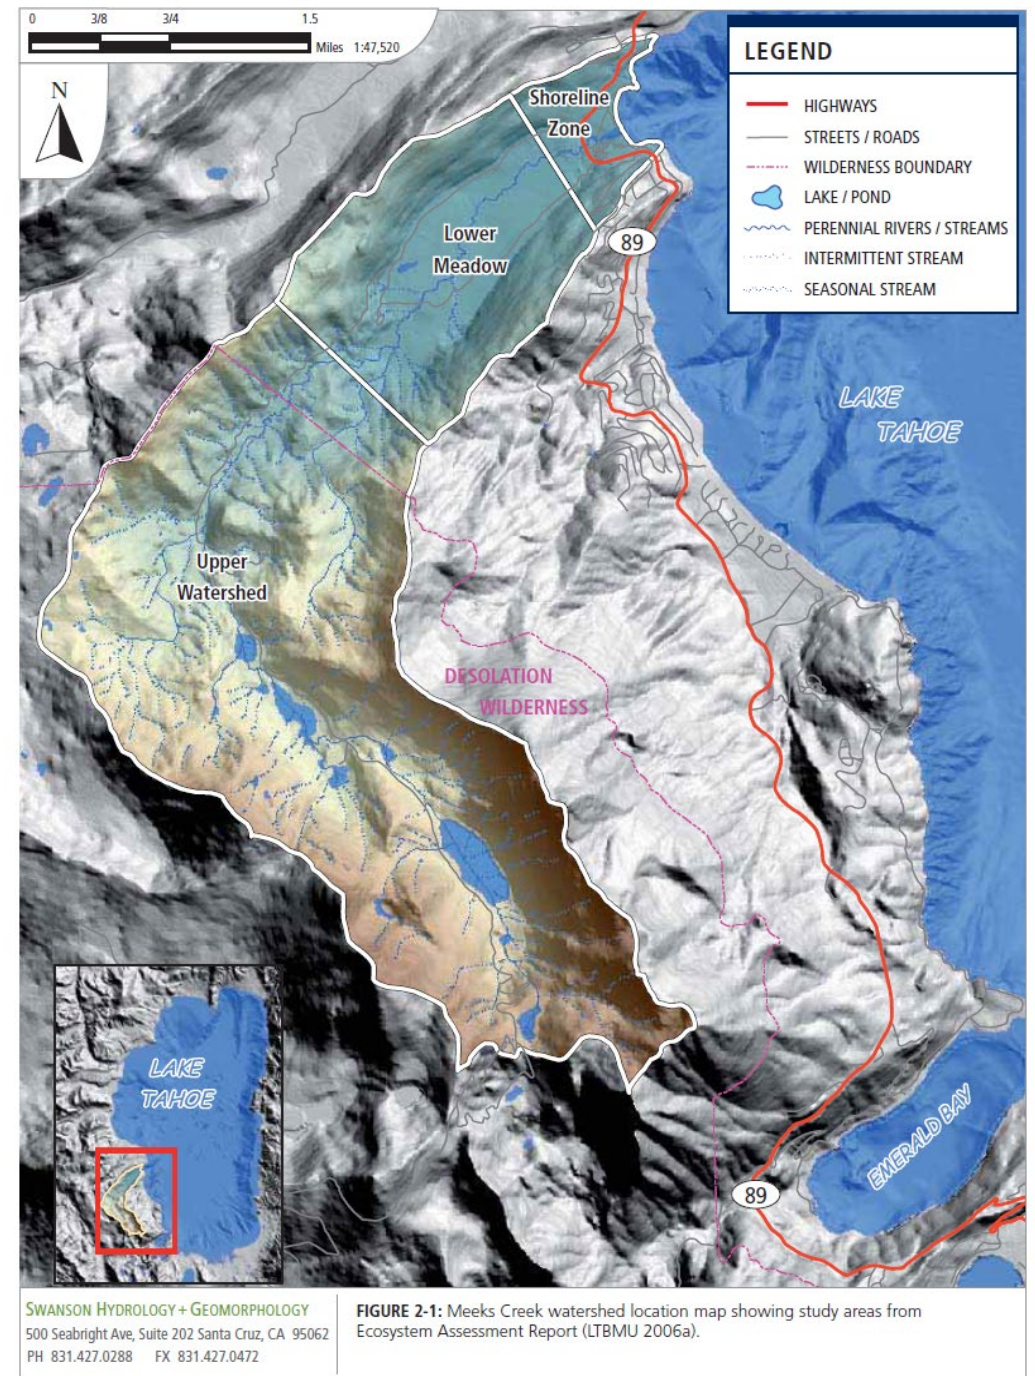 0 3/8 3/4 1.5
Miles 1:47,520
N
LEGEND
HIGHWAYS
STREETS / ROADS
WILDERNESS BOUNDARY
LAKE / POND
PERENNIAL RIVERS / STREAMS
INTERMITTENT STREAM
SEASONAL STREAM
Shoreline
Zone
Lower
Meadow
89
LAKE
TAHOE
Upper
Watershed
DESOLATION
WILDERNESS
LAKE
TAHOE
EMERALD BAY
89
SWANSON HYDROLOGY + GEOMORPHOLOGY
500 Seabright Ave, Suite 202 Santa Cruz, CA 95062
PH 831.427.0288 FX 831.427.0472
FIGURE 2-1: Meeks Creek watershed location map showing study areas from
Ecosystem Assessment Report (LTBMU 2006a).